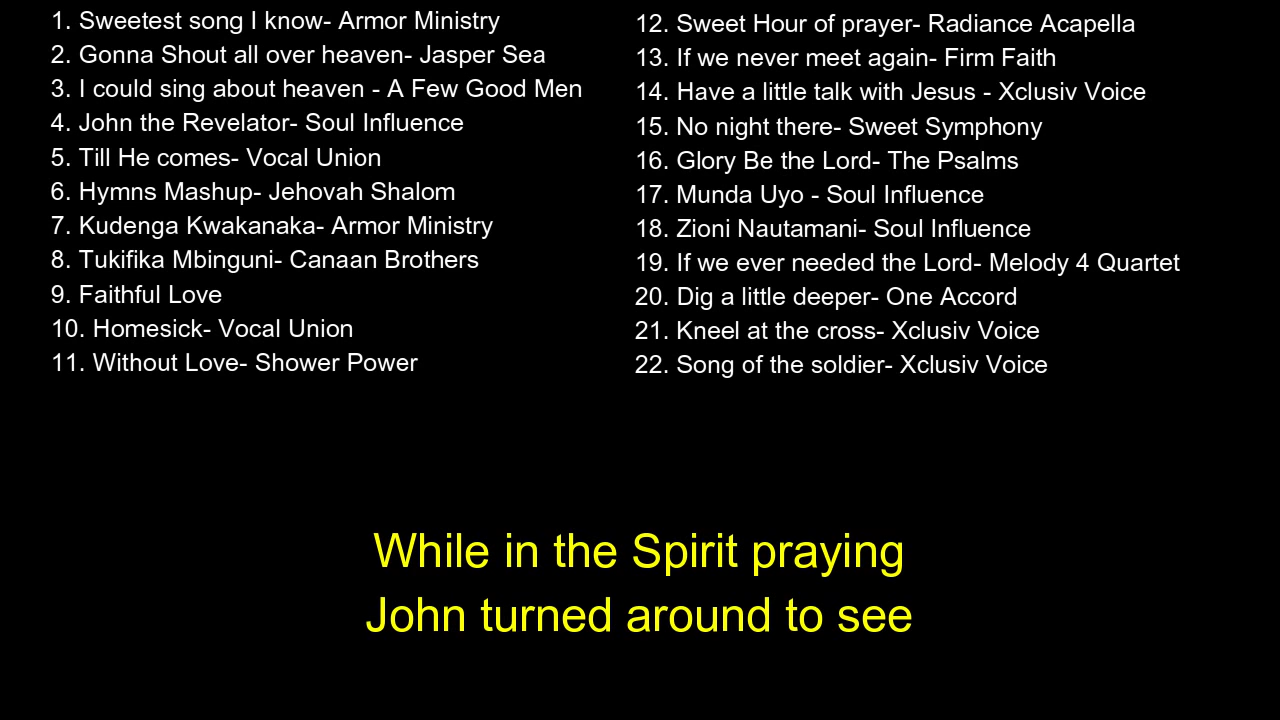 1. Sweetest song I know- Armor Ministry
2. Gonna Shout all over heaven- Jasper Sea
3. I could sing about heaven - A Few Good Men
4. John the Revelator- Soul Influence
5. Till He comes- Vocal Union
6. Hymns Mashup- Jehovah Shalom
7. Kudenga Kwakanaka- Armor Ministry
8. Tukifika Mbinguni- Canaan Brothers
9. Faithful Love
10. Homesick- Vocal Union
11. Without Love- Shower Power
12. Sweet Hour of prayer- Radiance Acapella
13. If we never meet again- Firm Faith
14. Have a little talk with Jesus - Xclusiv Voice
15. No night there- Sweet Symphony
16. Glory Be the Lord- The Psalms
17. Munda Uyo - Soul Influence
18. Zioni Nautamani- Soul Influence
19. If we ever needed the Lord- Melody 4 Quartet
20. Dig a little deeper- One Accord
21. Kneel at the cross- Xclusiv Voice
22. Song of the soldier- Xclusiv Voice
While in the Spirit praying
John turned around to see